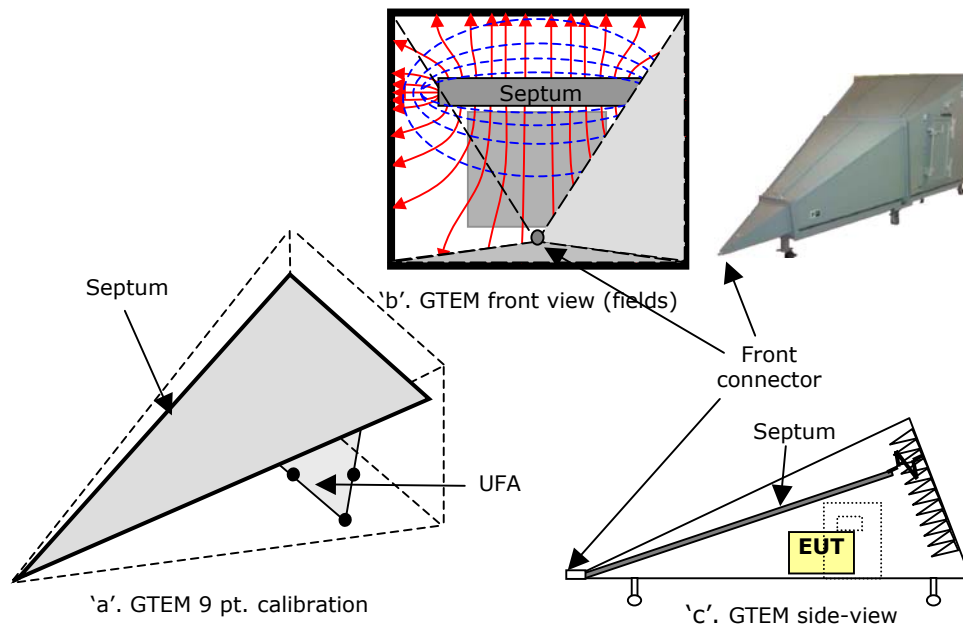 Septum
'b'. GTEM front view (fields)
Septum
Front
connector
Septum
UFA
EUT
'a'. GTEM 9 pt. calibration
'c'. GTEM side-view